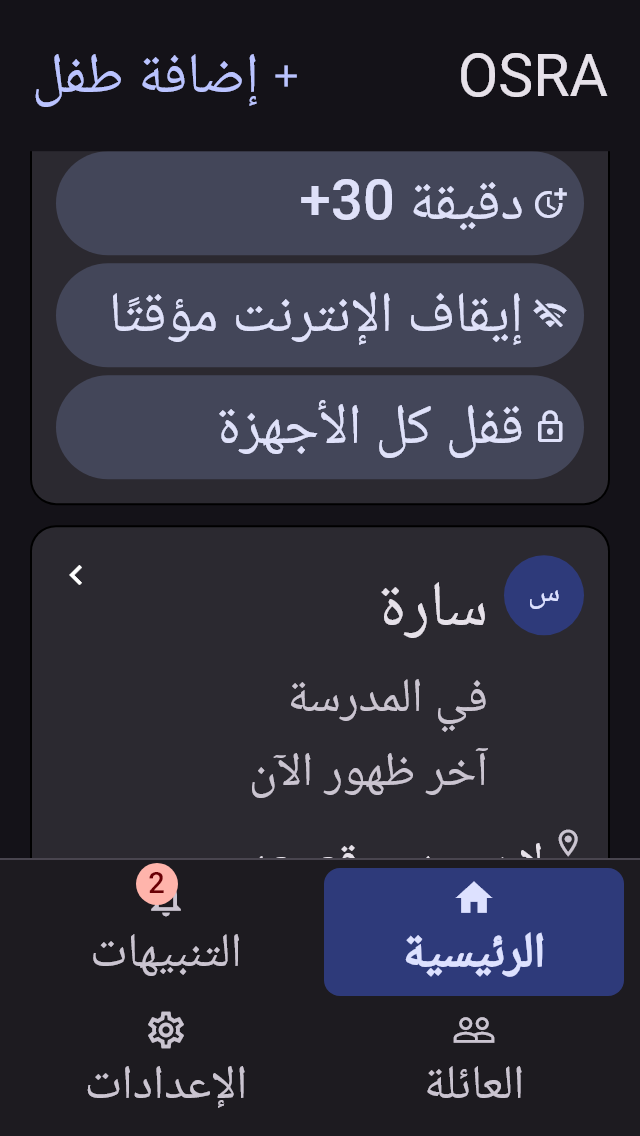 OSRA
+ إضافة طفل
دقيقة 30+
إيقاف الإنترنت مؤقتًا
قفل كل الأجهزة
س
سارة
في المدرسة
آخر ظهور الآن
الرئيسية
2
التنبيهات
العائلة
الإعدادات